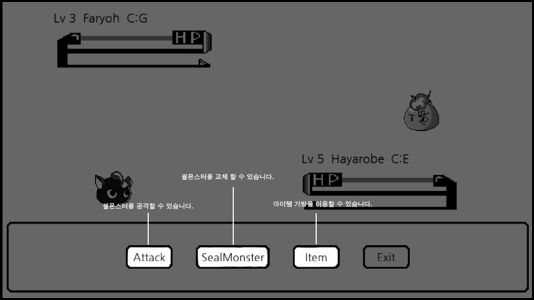 Lv 3 Faryoh C:G
HP
Lv 5 Hayarobe C:E
HP
씰몬스터를 교체 할 수 있습니다.
씰몬스터를 공격할 수 있습니다.
아이템 가방을 이용할 수 있습니다.
Attack
SealMonster
Item
Exit